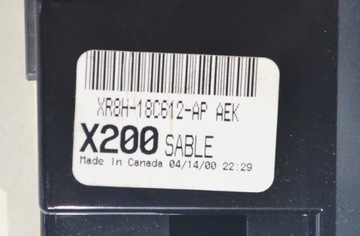 XR8H-18C612-AP AEK
X200 SABLE
Made In Canada 04/14/00 22:29